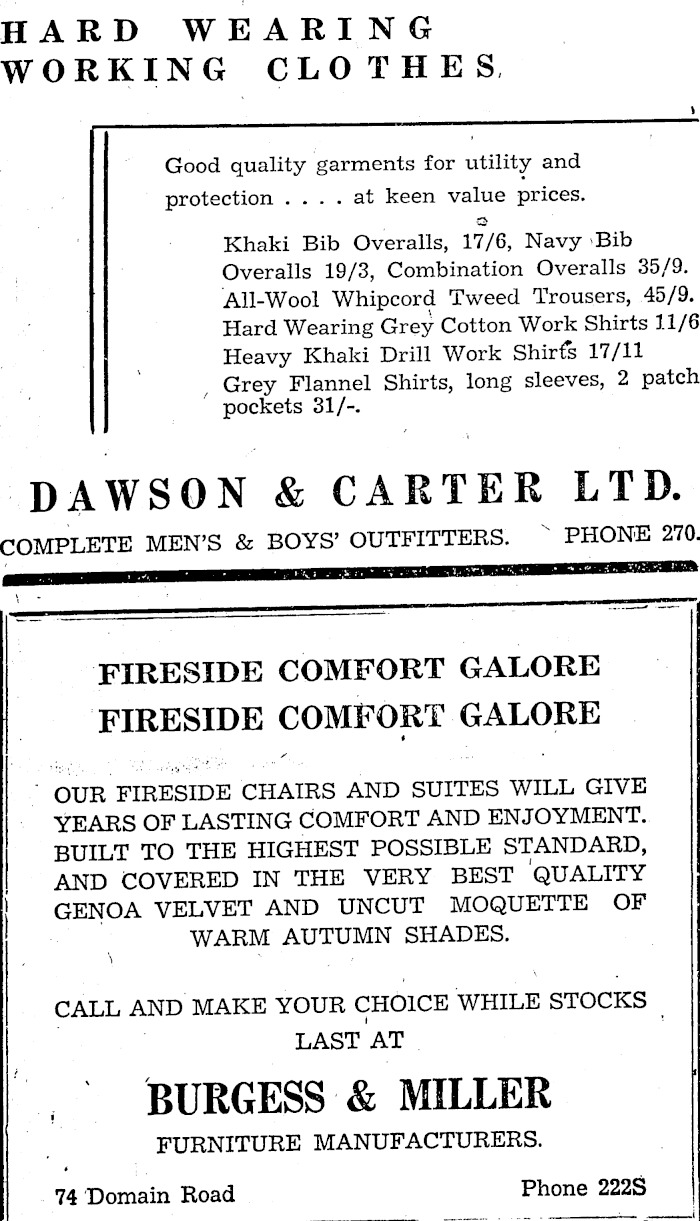 HARD WEARING
WORKING CLOTHES
Good quality garments for utility and
protection . . . . at keen value prices.
Khaki Bib Overalls, 17/6, Navy Bib
Overalls 19/3, Combination Overalls 35/9.
All-Wool Whipcord Tweed Trousers, 45/9.
Hard Wearing Grey Cotton Work Shirts 11/6
Heavy Khaki Drill Work Shirts 17/11
Grey Flannel Shirts, long sleeves, 2 patch
pockets 31/-.
DAWSON & CARTER LTD.
COMPLETE MEN'S & BOYS' OUTFITTERS. PHONE 270.
FIRESIDE COMFORT GALORE
FIRESIDE COMFORT GALORE
OUR FIRESIDE CHAIRS AND SUITES WILL GIVE
YEARS OF LASTING COMFORT AND ENJOYMENT.
BUILT TO THE HIGHEST POSSIBLE STANDARD,
AND COVERED IN THE VERY BEST QUALITY
GENOA VELVET AND UNCUT MOQUETTE OF
WARM AUTUMN SHADES.
CALL AND MAKE YOUR CHOICE WHILE STOCKS
LAST AT
BURGESS & MILLER
FURNITURE MANUFACTURERS.
74 Domain Road Phone 222S